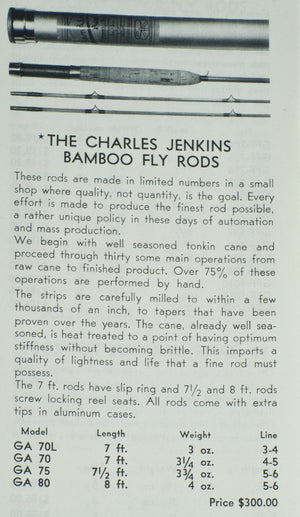 *THE CHARLES JENKINS
BAMBOO FLY RODS
These rods are made in limited numbers in a small
shop where quality, not quantity, is the goal. Every
effort is made to produce the finest rod possible,
a rather unique policy in these days of automation
and mass production.
We begin with well seasoned tonkin cane and
proceed through thirty some main operations from
raw cane to finished product. Over 75% of these
operations are performed by hand.
The strips are carefully milled to within a few
thousands of an inch, to tapers that have been
proven over the years. The cane, already well sea-
soned, is heat treated to a point of having optimum
stiffness without becoming brittle. This imparts a
quality of lightness and life that a fine rod must
possess.
The 7 ft. rods have slip ring and 7½ and 8 ft. rods
screw locking reel seats. All rods come with extra
tips in aluminum cases.
Model Length Weight Line
GA 70L 7 ft. 3 oz. 3-4
GA 70 7 ft. 3¼ oz. 4-5
GA 75 7½ ft. 3¾ oz. 5-6
GA 80 8 ft. 4 oz. 5-6
Price $300.00